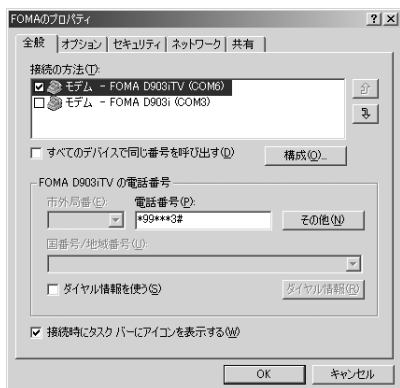 FOMAのプロパティ
全般 オプション セキュリティ ネットワーク 共有
接続の方法(T):
モデム － FOMA D903iTV (COM6)
モデム － FOMA D903i (COM3)
すべてのデバイスで同じ番号を呼び出す(D) 構成(O)...
FOMA D903iTV の電話番号
市外局番(E): 電話番号(P):
*99***3# その他(N)
国番号/地域番号(U):
ダイヤル情報を使う(S) ダイヤル情報(R)
接続時にタスク バーにアイコンを表示する(W)
OK キャンセル